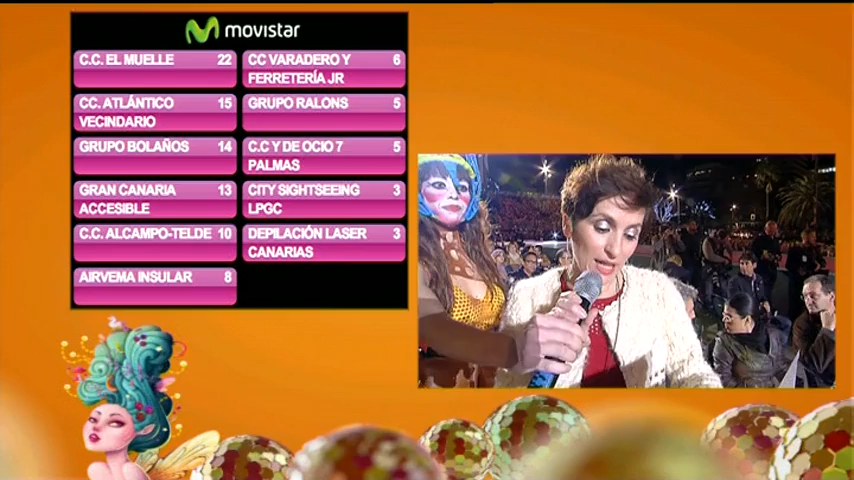 movistar
C.C. EL MUELLE 22
CC. ATLÁNTICO 15
VECINDARIO
GRUPO BOLAÑOS 14
GRAN CANARIA 13
ACCESIBLE
C.C. ALCAMPO-TELDE 10
AIRVEMA INSULAR 8
CC VARADERO Y 6
FERRETERÍA JR
GRUPO RALONS 5
C.C Y DE OCIO 7 5
PALMAS
CITY SIGHTSEEING 3
LPGC
DEPILACIÓN LASER 3
CANARIAS